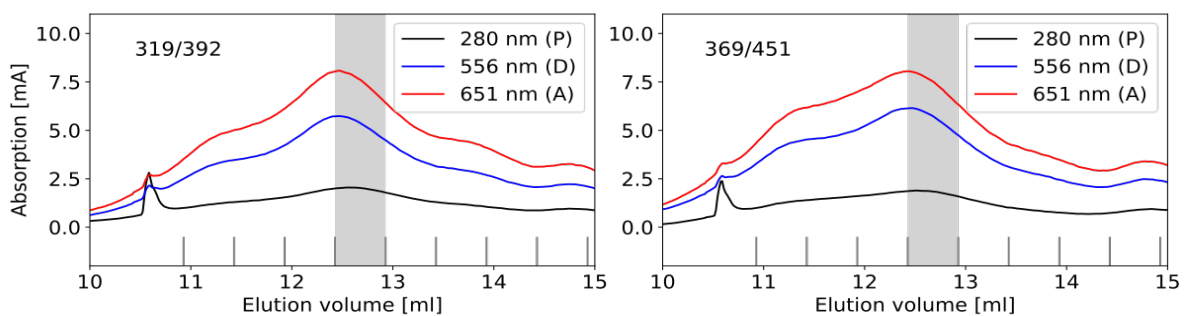 319/392
280 nm (P)
556 nm (D)
651 nm (A)
Absorption [mA]
10.0
7.5
5.0
2.5
0.0
10 11 12 13 14 15
Elution volume [ml]
369/451
280 nm (P)
556 nm (D)
651 nm (A)
10.0
7.5
5.0
2.5
0.0
10 11 12 13 14 15
Elution volume [ml]